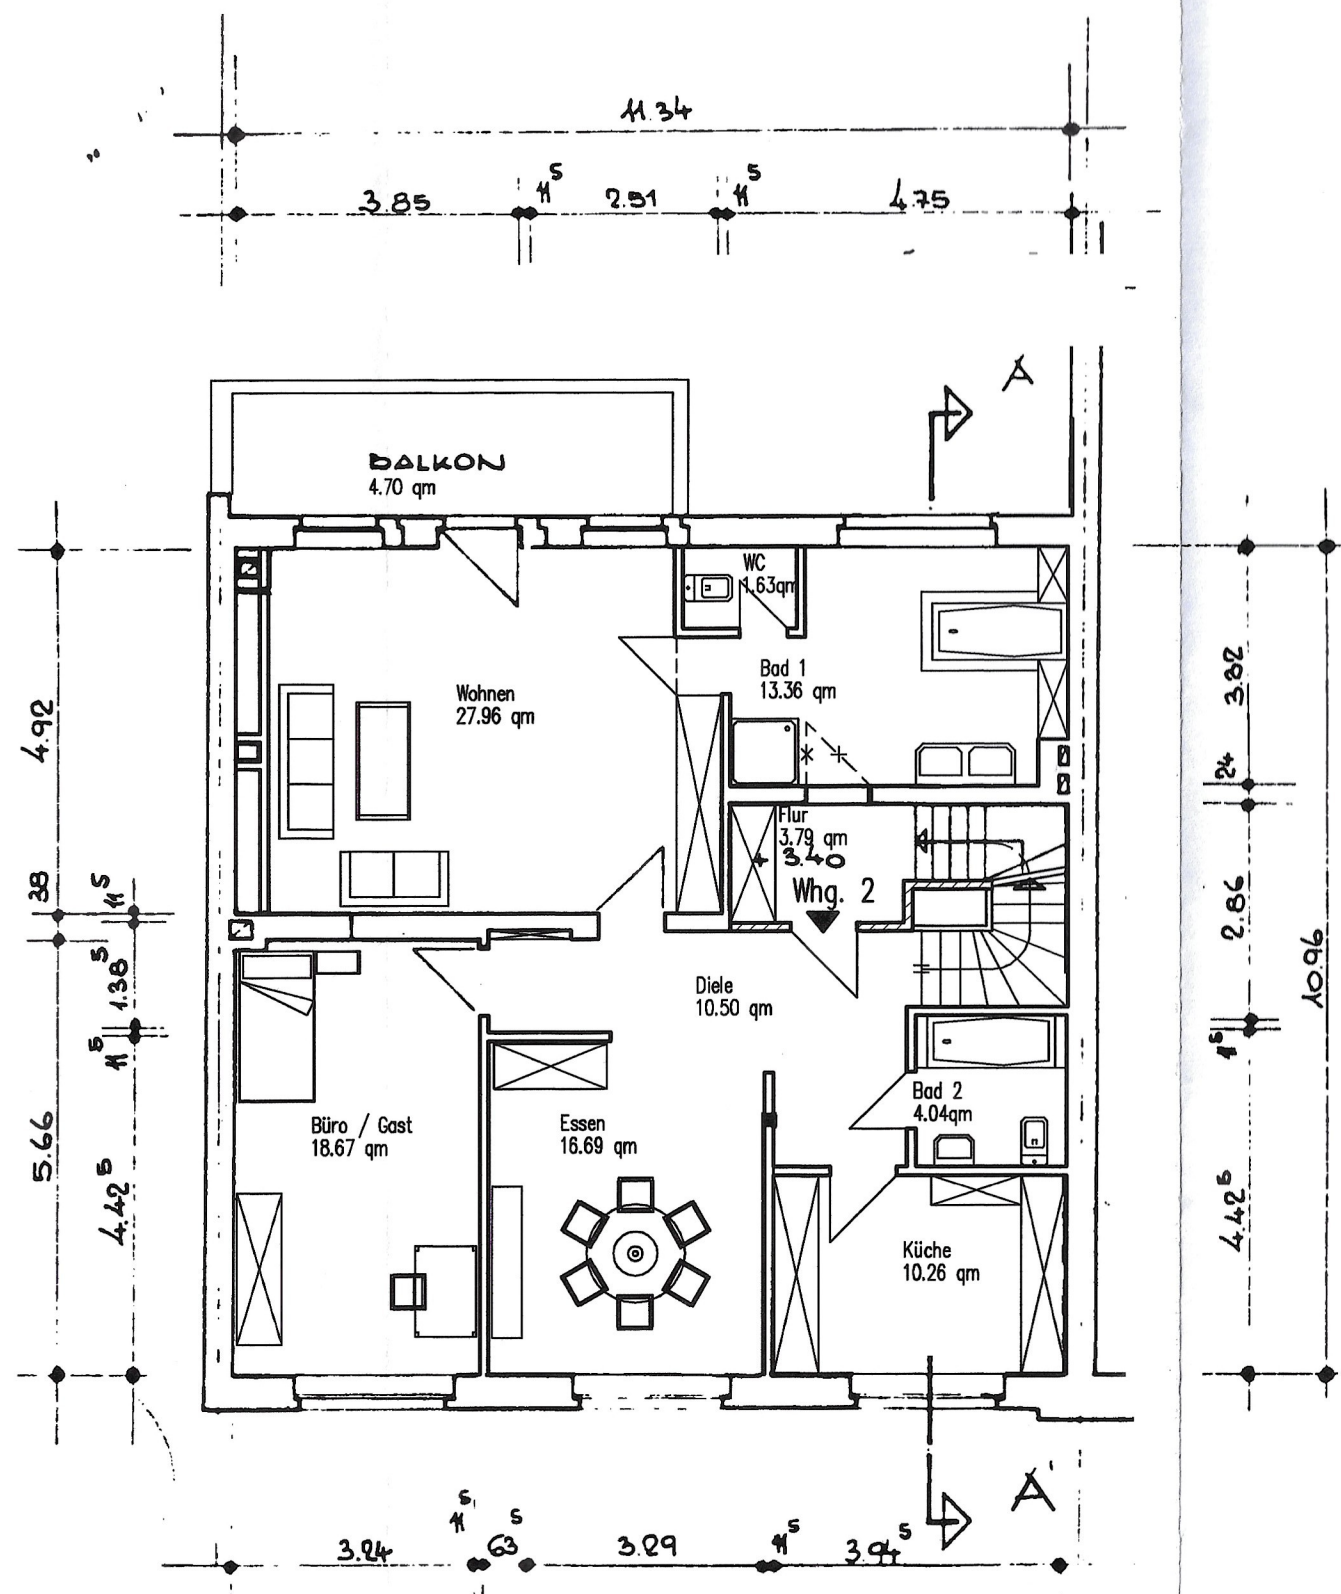 11.34
3.85
11⁵
2.51
11⁵
4.75
A
BALKON
4.70 qm
WC
1.63qm
Bad 1
13.36 qm
Wohnen
27.96 qm
Flur
3.79 qm
+ 3.40
Whg. 2
Diele
10.50 qm
Bad 2
4.04qm
Büro / Gast
18.67 qm
Essen
16.69 qm
Küche
10.26 qm
4.92
38
5.66
11⁵
1.38⁵
11⁵
4.42⁵
3.32
24
2.86
11⁵
4.42⁵
10.96
A'
3.24
11⁵
63⁵
3.29
11⁵
3.94⁵